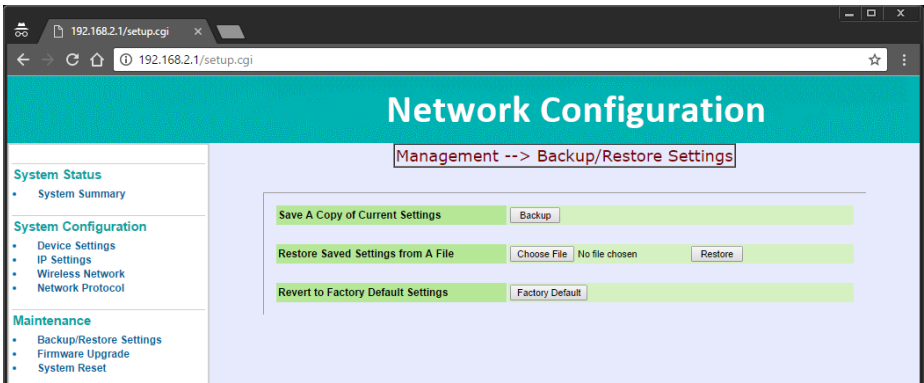 192.168.2.1/setup.cgi
192.168.2.1/setup.cgi
Network Configuration
Management --> Backup/Restore Settings
System Status
• System Summary
System Configuration
• Device Settings
• IP Settings
• Wireless Network
• Network Protocol
Maintenance
• Backup/Restore Settings
• Firmware Upgrade
• System Reset
Save A Copy of Current Settings Backup
Restore Saved Settings from A File Choose File No file chosen Restore
Revert to Factory Default Settings Factory Default